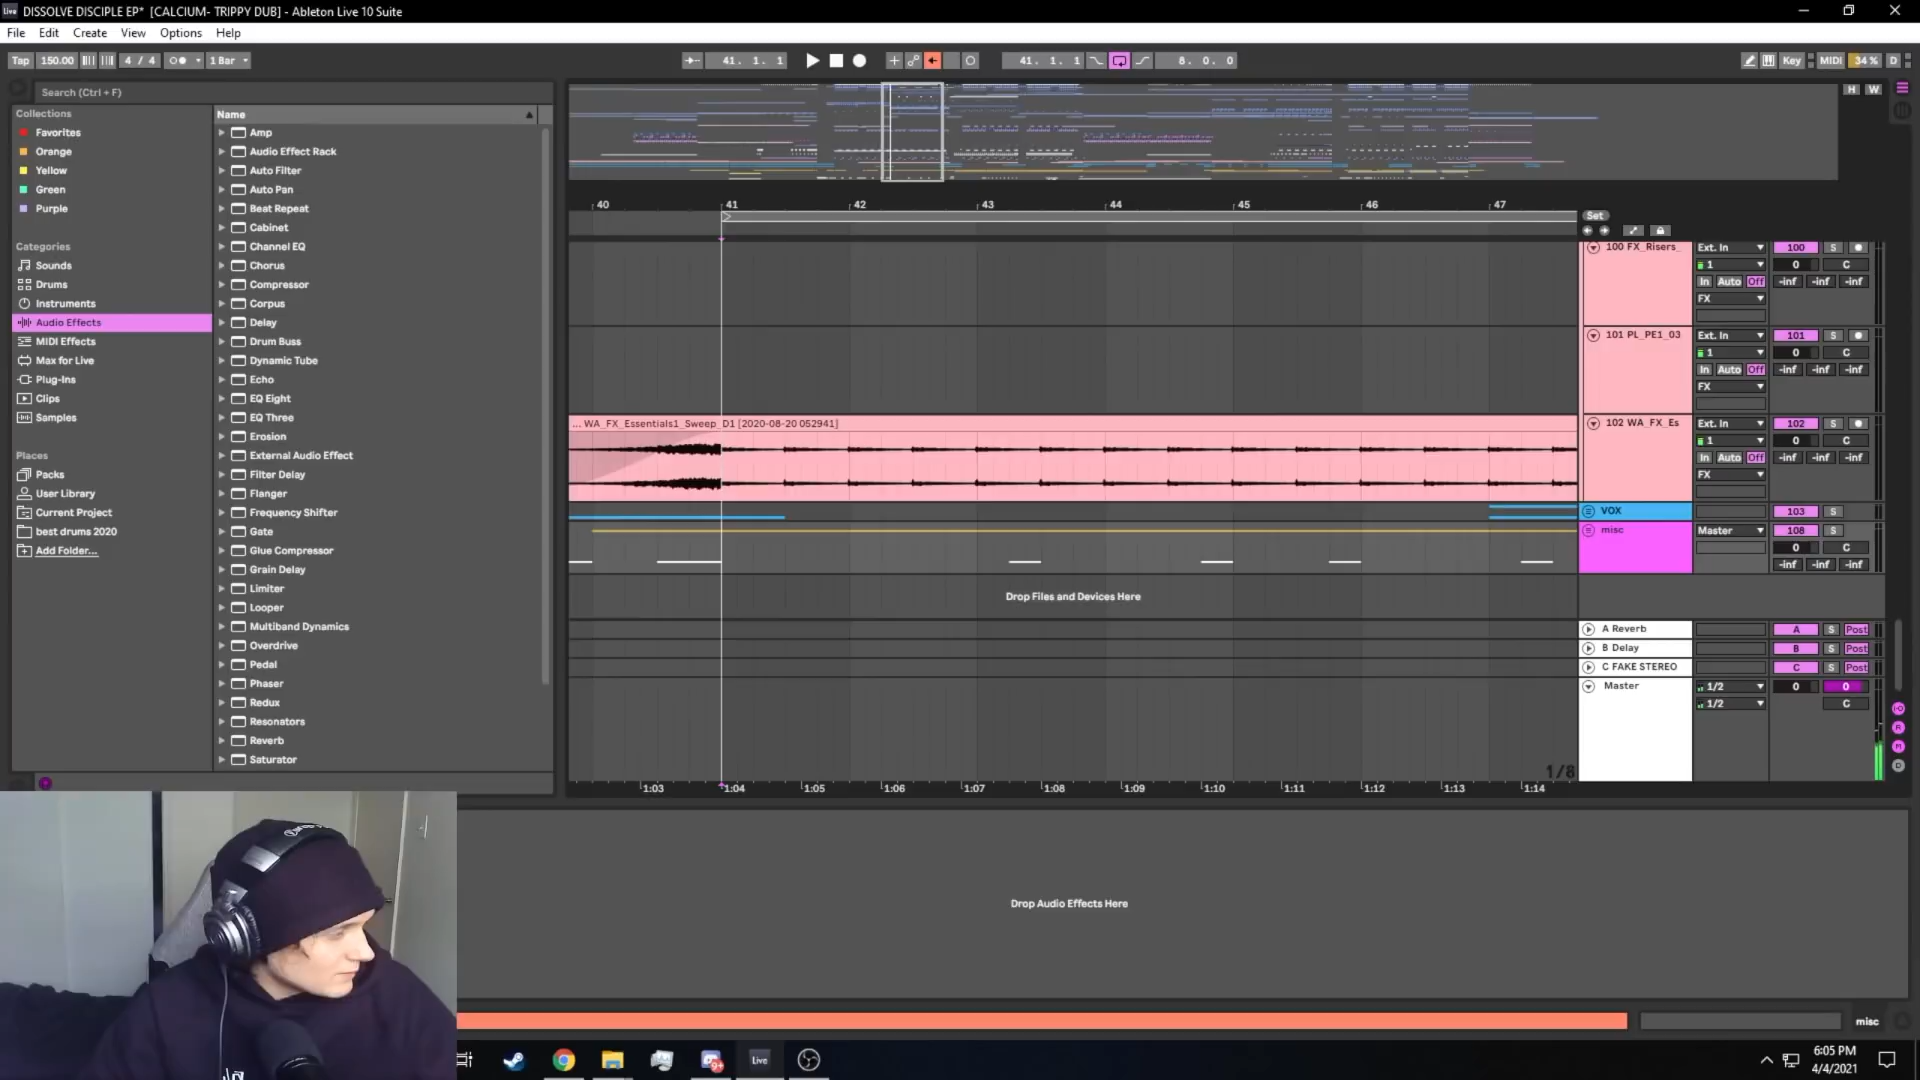 DISSOLVE DISCIPLE EP* [CALCIUM- TRIPPY DUB] - Ableton Live 10 Suite
File Edit Create View Options Help
Tap 150.00 4 / 4 1 Bar 41. 1. 1 41. 1. 1 8. 0. 0 Key MIDI 34 % D
Search (Ctrl + F)
H W
Collections
Favorites
Orange
Yellow
Green
Purple
Categories
Sounds
Drums
Instruments
Audio Effects
MIDI Effects
Max for Live
Plug-Ins
Clips
Samples
Places
Packs
User Library
Current Project
best drums 2020
Add Folder...
Name
Amp
Audio Effect Rack
Auto Filter
Auto Pan
Beat Repeat
Cabinet
Channel EQ
Chorus
Compressor
Corpus
Delay
Drum Buss
Dynamic Tube
Echo
EQ Eight
EQ Three
Erosion
External Audio Effect
Filter Delay
Flanger
Frequency Shifter
Gate
Glue Compressor
Grain Delay
Limiter
Looper
Multiband Dynamics
Overdrive
Pedal
Phaser
Redux
Resonators
Reverb
Saturator
40 41 42 43 44 45 46 47
Set
100 FX_Risers_ Ext. In 100 S
1 0 C
In Auto Off -inf -inf -inf
FX
101 PL_PE1_03 Ext. In 101 S
1 0 C
In Auto Off -inf -inf -inf
FX
... WA_FX_Essentials1_Sweep_D1 [2020-08-20 052941]
102 WA_FX_Es Ext. In 102 S
1 0 C
In Auto Off -inf -inf -inf
FX
VOX 103 S
misc Master 108 S
0 C
-inf -inf -inf
Drop Files and Devices Here
A Reverb A S Post
B Delay B S Post
C FAKE STEREO C S Post
Master 1/2 0 0
1/2 C
1/8
1:03 1:04 1:05 1:06 1:07 1:08 1:09 1:10 1:11 1:12 1:13 1:14
Drop Audio Effects Here
misc
Live
6:05 PM
4/4/2021